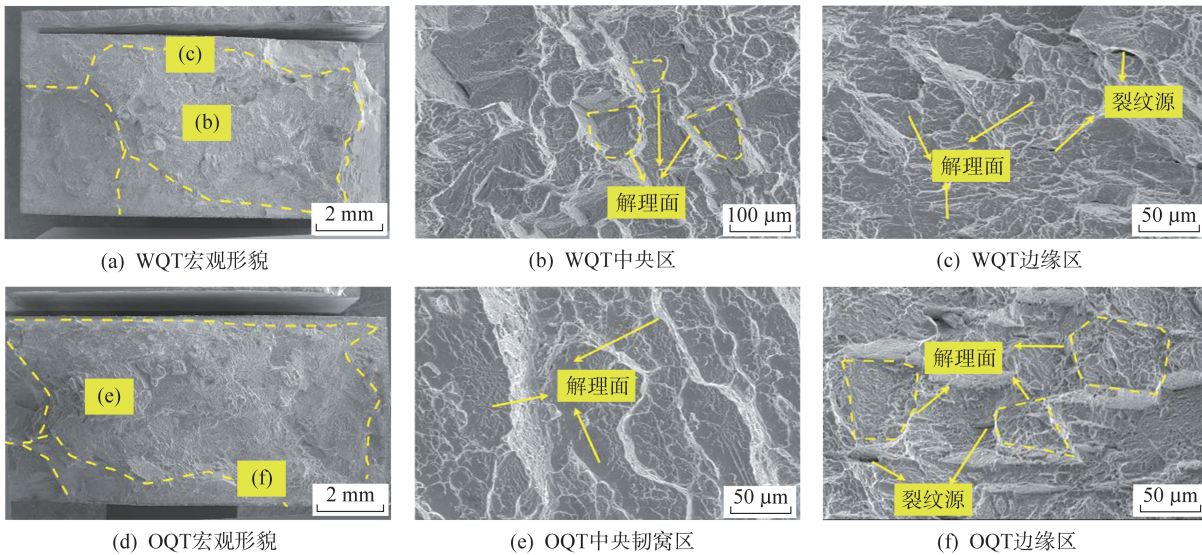 (c)
(b)
2 mm
(a) WQT宏观形貌
解理面
100 μm
(b) WQT中央区
裂纹源
解理面
50 μm
(c) WQT边缘区
(e)
(f)
2 mm
(d) OQT宏观形貌
解理面
50 μm
(e) OQT中央韧窝区
解理面
裂纹源
50 μm
(f) OQT边缘区